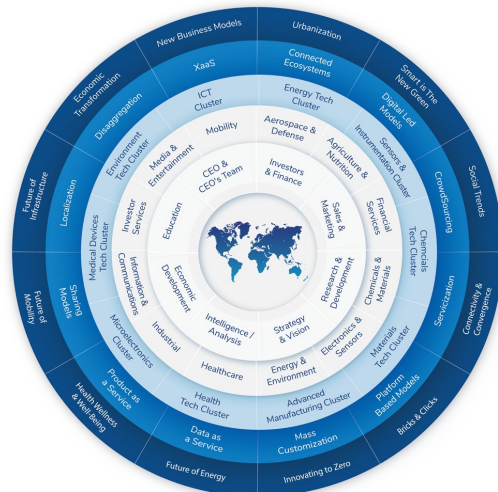 Urbanization
Smart is The
New Green
Social Trends
Connectivity &
Convergence
Bricks & Clicks
Innovating to Zero
Future of Energy
Health Wellness
& Well-Being
Future of
Mobility
Future of
Infrastructure
Economic
Transformation
New Business Models
Connected
Ecosystems
Digital Led
Models
CrowdSourcing
Servicization
Platform
Based Models
Mass
Customization
Data as
a Service
Product as
a Service
Sharing
Models
Localization
Disaggregation
XaaS
Energy Tech
Cluster
Sensors &
Instrumentation Cluster
Chemcials
Tech Cluster
Materials
Tech Cluster
Advanced
Manufacturing Cluster
Health
Tech Cluster
Microelectronics
Cluster
Medical Devices
Tech Cluster
Environment
Tech Cluster
ICT
Cluster
Aerospace &
Defense
Agriculture &
Nutrition
Financial
Services
Chemicals &
Materials
Electronics &
Sensors
Energy &
Environment
Healthcare
Industrial
Information &
Communications
Investor
Services
Media &
Entertainment
Mobility
Investors
& Finance
Sales &
Marketing
Research &
Development
Strategy
& Vision
Intelligence /
Analysis
Economic
Development
Education
CEO &
CEO's Team